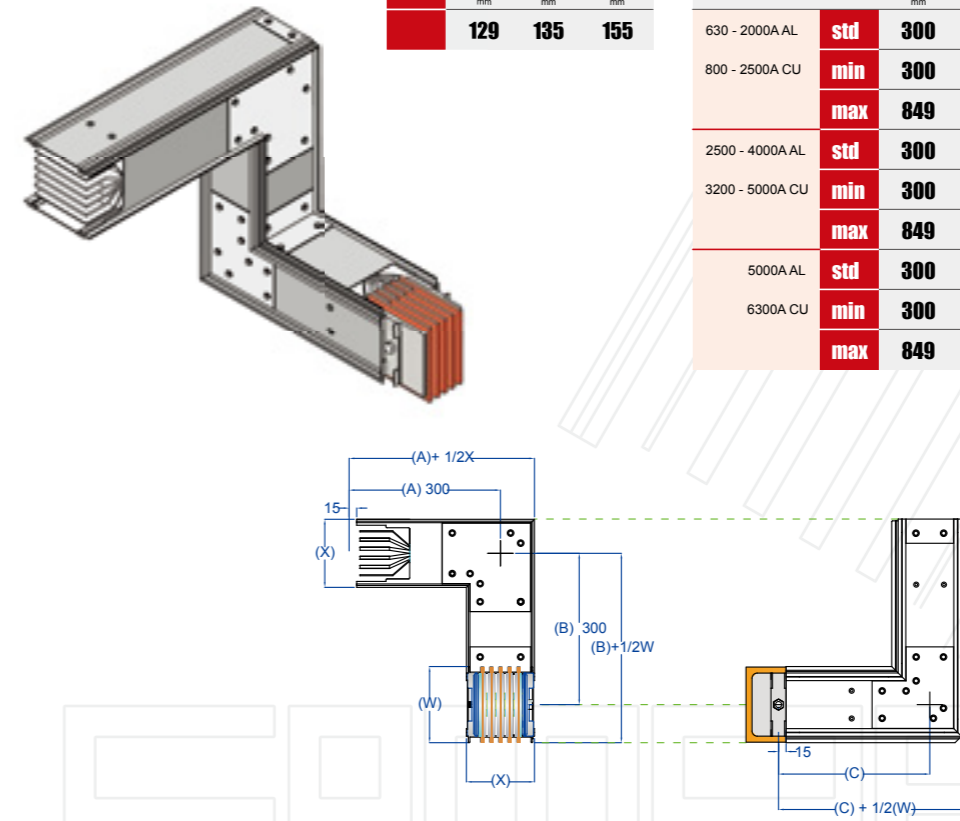 mm mm mm
129 135 155
mm
630 - 2000A AL std 300
800 - 2500A CU min 300
max 849
2500 - 4000A AL std 300
3200 - 5000A CU min 300
max 849
5000A AL std 300
6300A CU min 300
max 849
(A)+ 1/2X
(A) 300
15
(X)
(B) 300
(B)+1/2W
(W)
(X)
15
(C)
(C) + 1/2(W)